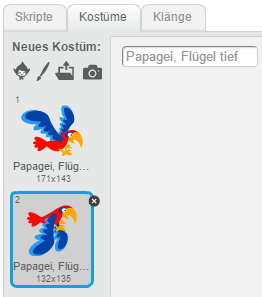 Skripte Kostüme Klänge
Neues Kostüm:
Papagei, Flügel tief
1
Papagei, Flüg...
171x143
2
Papagei, Flüg...
132x135